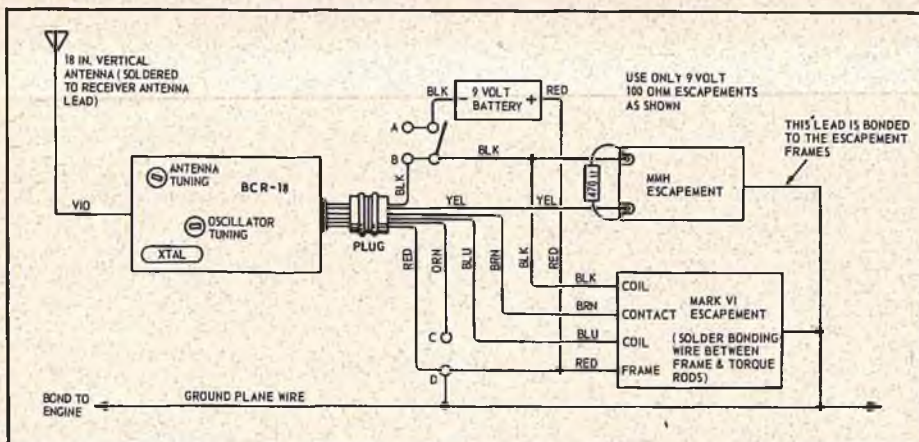 18 IN. VERTICAL
ANTENNA (SOLDERED
TO RECEIVER ANTENNA
LEAD)
VIO
ANTENNA
TUNING
BCR-18
OSCILLATOR
TUNING
XTAL
PLUG
A
B
BLK
9 VOLT
BATTERY
- +
RED
BLK
BLK
YEL
YEL
470 Ω
USE ONLY 9 VOLT
100 OHM ESCAPEMENTS
AS SHOWN
MMH
ESCAPEMENT
THIS LEAD IS BONDED
TO THE ESCAPEMENT
FRAMES
RED
ORN
BLU
BRN
BLK
RED
C
D
BLK
BRN
BLU
RED
COIL
CONTACT
COIL
FRAME
MARK VI
ESCAPEMENT
(SOLDER BONDING
WIRE BETWEEN
FRAME & TORQUE
RODS)
BOND TO
ENGINE
GROUND PLANE WIRE